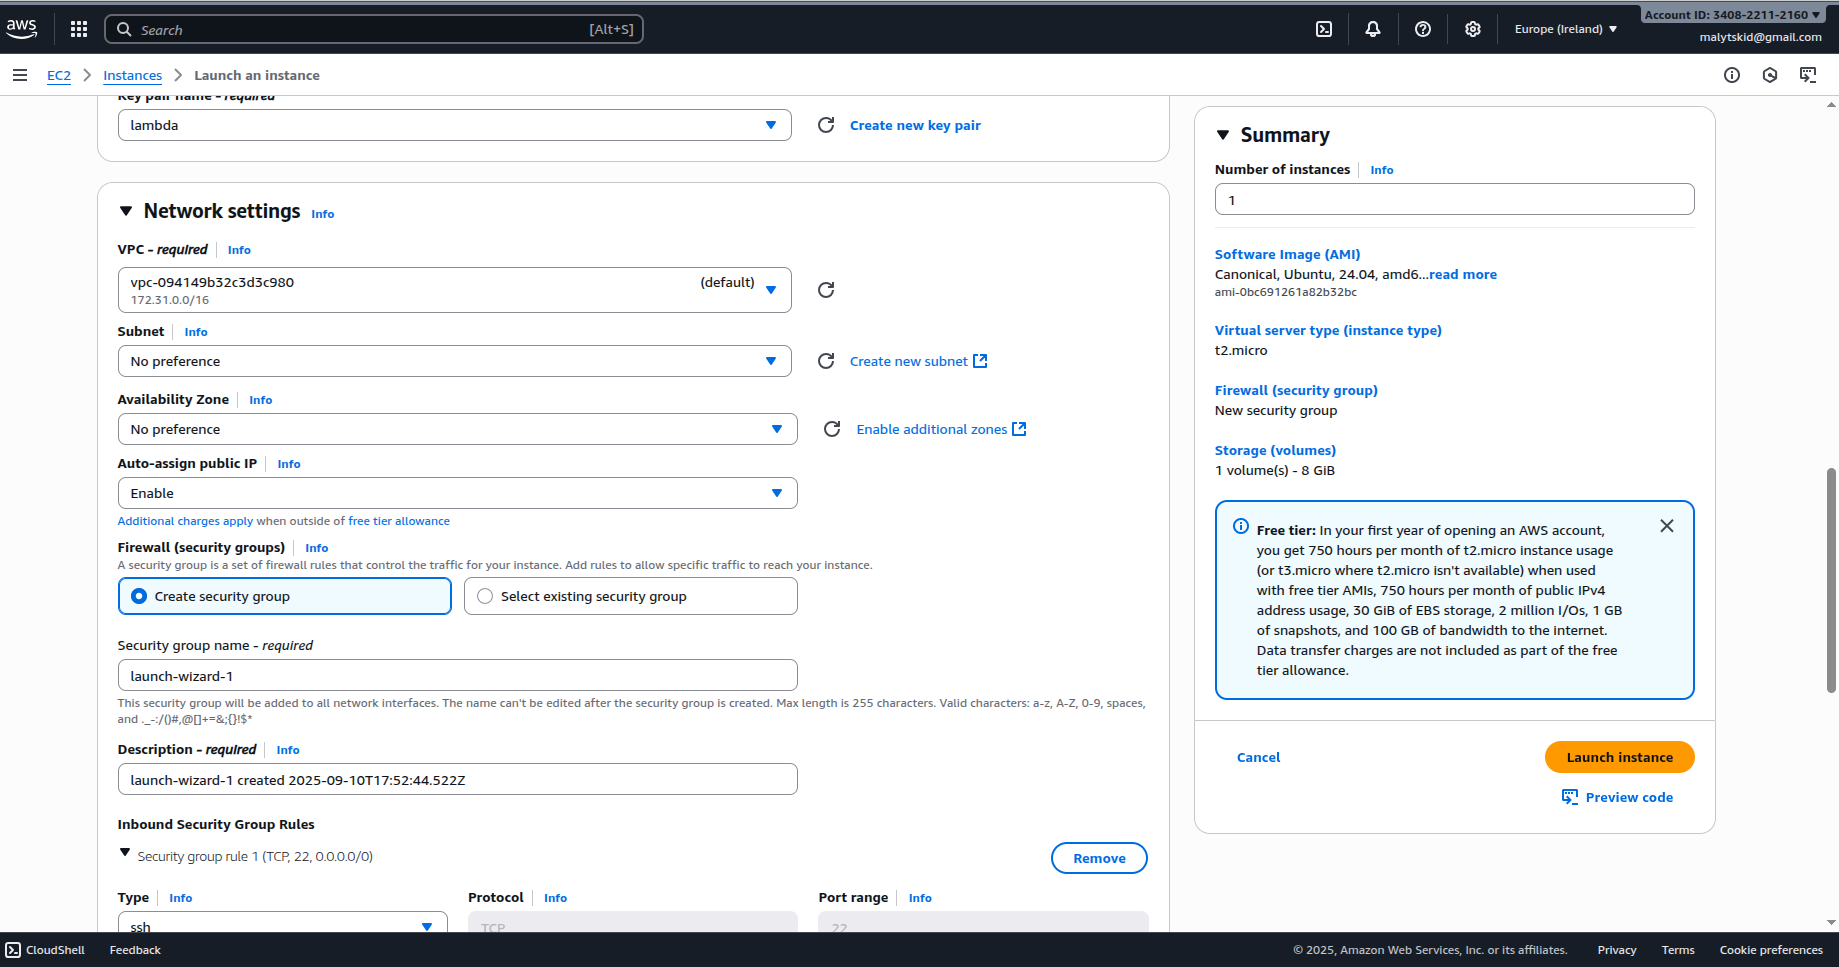 aws
Search
[Alt+S]
Europe (Ireland)
Account ID: 3408-2211-2160
malytskid@gmail.com
EC2
Instances
Launch an instance
Key pair name – required
lambda
Create new key pair
Network settings Info
VPC – required Info
vpc-094149b32c3d3c980 (default)
172.31.0.0/16
Subnet Info
No preference
Create new subnet
Availability Zone Info
No preference
Enable additional zones
Auto-assign public IP Info
Enable
Additional charges apply when outside of free tier allowance
Firewall (security groups) Info
A security group is a set of firewall rules that control the traffic for your instance. Add rules to allow specific traffic to reach your instance.
Create security group
Select existing security group
Security group name – required
launch-wizard-1
This security group will be added to all network interfaces. The name can't be edited after the security group is created. Max length is 255 characters. Valid characters: a-z, A-Z, 0-9, spaces,
and ._-:/()#,@[]+=&;{}!$*
Description – required Info
launch-wizard-1 created 2025-09-10T17:52:44.522Z
Inbound Security Group Rules
Security group rule 1 (TCP, 22, 0.0.0.0/0)
Remove
Type Info
Protocol Info
Port range Info
ssh
TCP
22
Summary
Number of instances Info
1
Software Image (AMI)
Canonical, Ubuntu, 24.04, amd6...read more
ami-0bc691261a82b32bc
Virtual server type (instance type)
t2.micro
Firewall (security group)
New security group
Storage (volumes)
1 volume(s) - 8 GiB
Free tier: In your first year of opening an AWS account,
you get 750 hours per month of t2.micro instance usage
(or t3.micro where t2.micro isn't available) when used
with free tier AMIs, 750 hours per month of public IPv4
address usage, 30 GiB of EBS storage, 2 million I/Os, 1 GB
of snapshots, and 100 GB of bandwidth to the internet.
Data transfer charges are not included as part of the free
tier allowance.
Cancel
Launch instance
Preview code
CloudShell
Feedback
© 2025, Amazon Web Services, Inc. or its affiliates.
Privacy
Terms
Cookie preferences